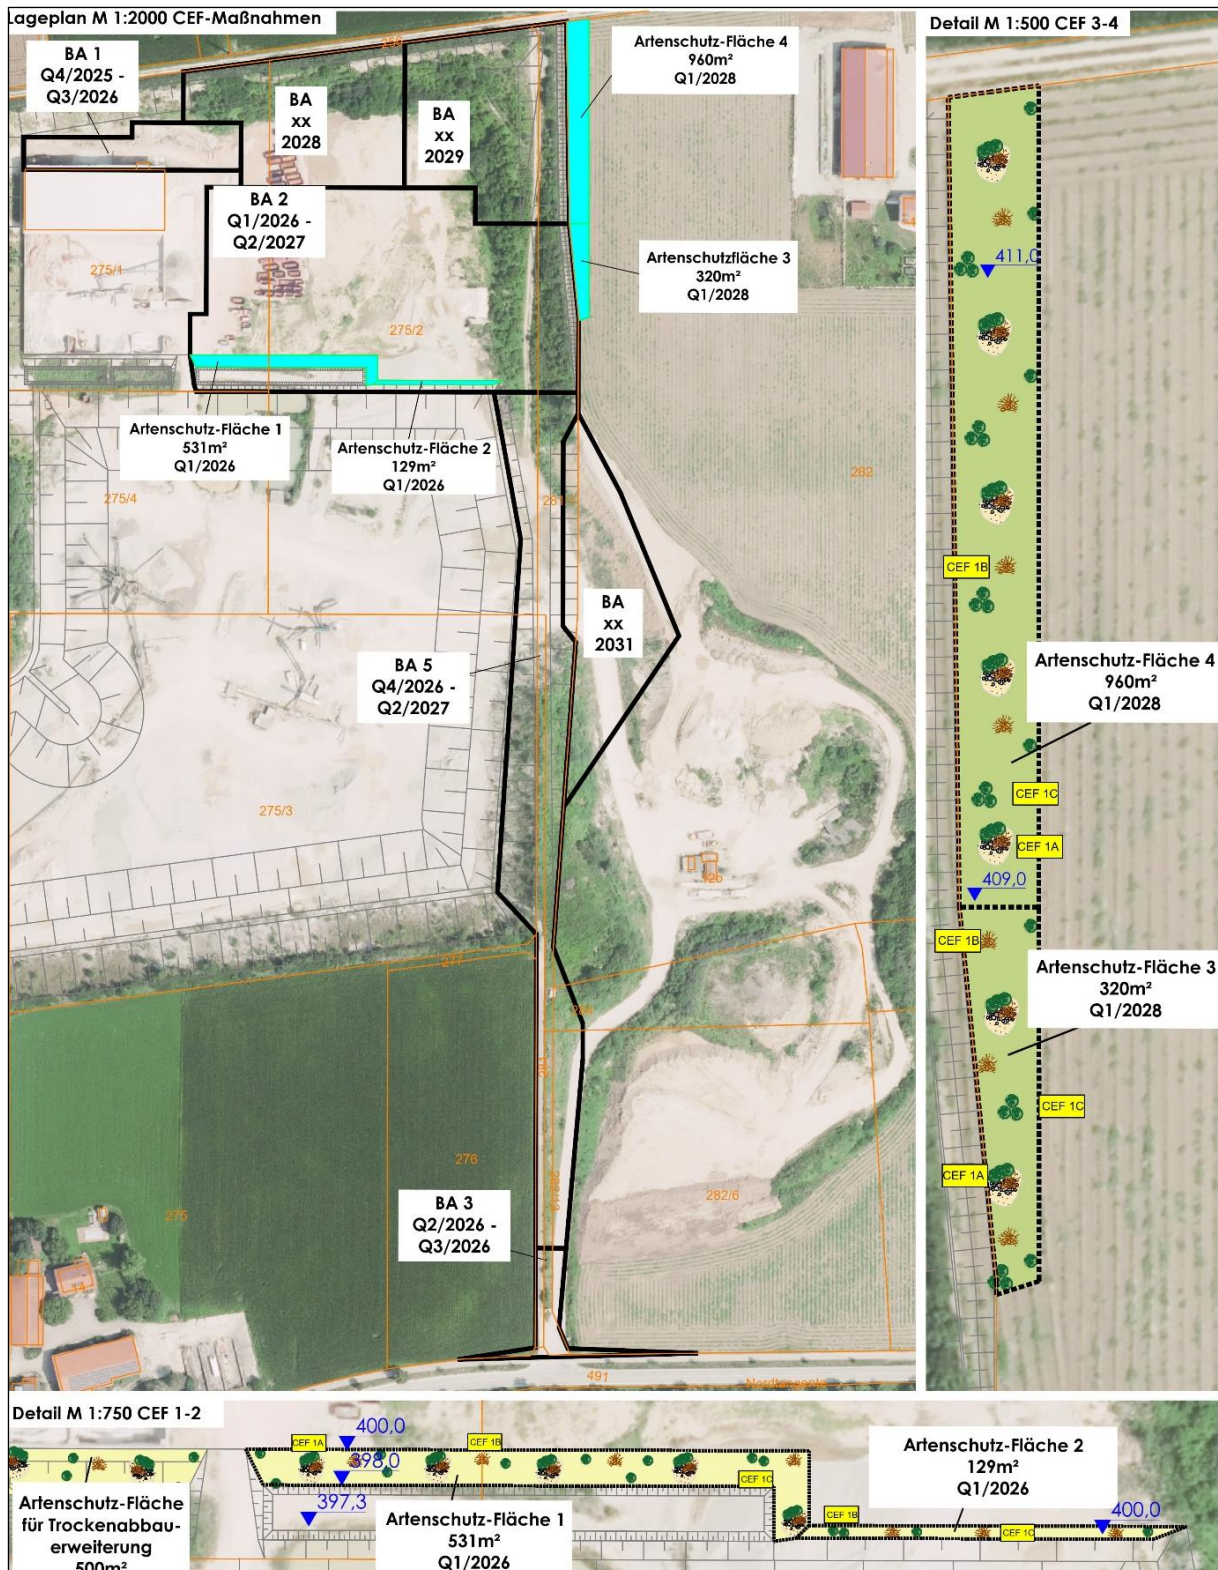 Lageplan M 1:2000 CEF-Maßnahmen
BA 1
Q4/2025 -
Q3/2026
250
BA
xx
2028
BA
xx
2029
Artenschutz-Fläche 4
960m²
Q1/2028
BA 2
Q1/2026 -
Q2/2027
Artenschutzfläche 3
320m²
Q1/2028
275/1
275/2
Artenschutz-Fläche 1
531m²
Q1/2026
Artenschutz-Fläche 2
129m²
Q1/2026
282
275/4
281
BA
xx
2031
BA 5
Q4/2026 -
Q2/2027
275/3
277
276
275
282/6
BA 3
Q2/2026 -
Q3/2026
14
491
Nordtangente
Detail M 1:500 CEF 3-4
411,0
CEF 1B
Artenschutz-Fläche 4
960m²
Q1/2028
CEF 1C
CEF 1A
409,0
CEF 1B
Artenschutz-Fläche 3
320m²
Q1/2028
CEF 1C
CEF 1A
Detail M 1:750 CEF 1-2
CEF 1A
400,0
CEF 1B
398,0
397,3
CEF 1C
Artenschutz-Fläche
für Trockenabbau-
erweiterung
500m²
Artenschutz-Fläche 1
531m²
Q1/2026
Artenschutz-Fläche 2
129m²
Q1/2026
CEF 1B
CEF 1C
400,0